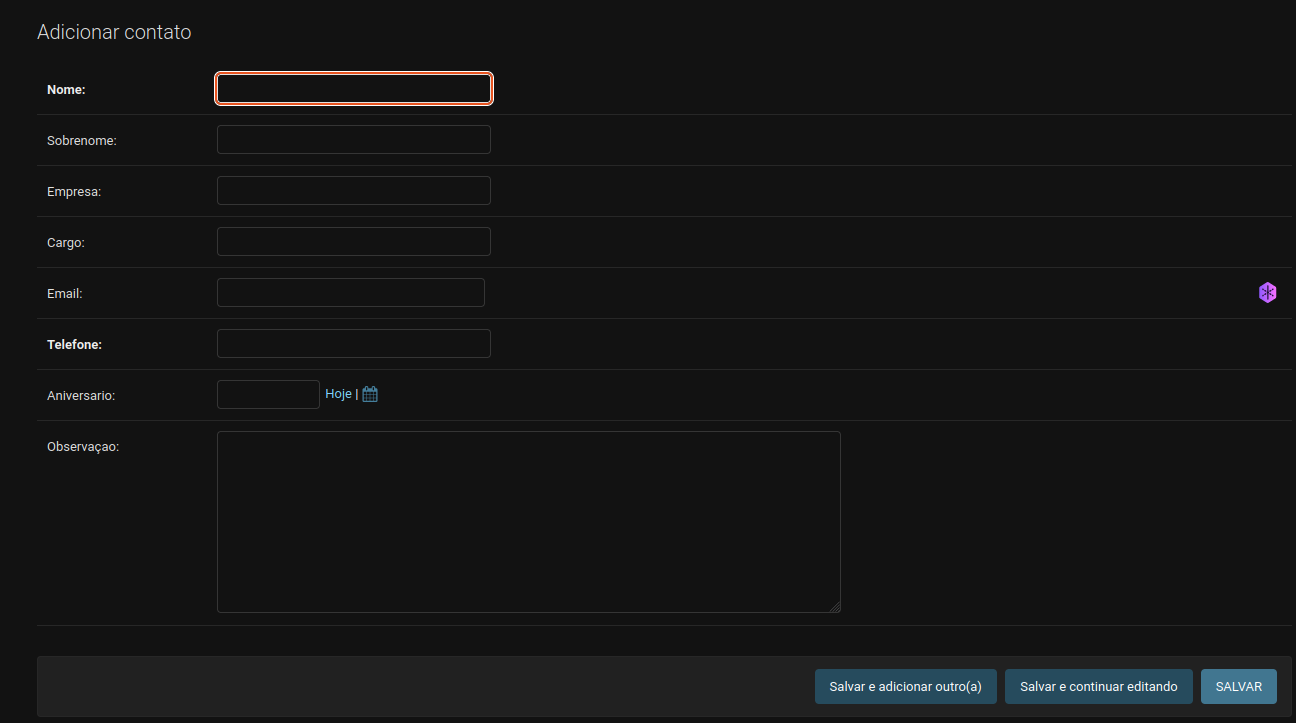 Adicionar contato
Nome:
Sobrenome:
Empresa:
Cargo:
Email:
Telefone:
Aniversario: Hoje |
Observaçao:
Salvar e adicionar outro(a) Salvar e continuar editando SALVAR